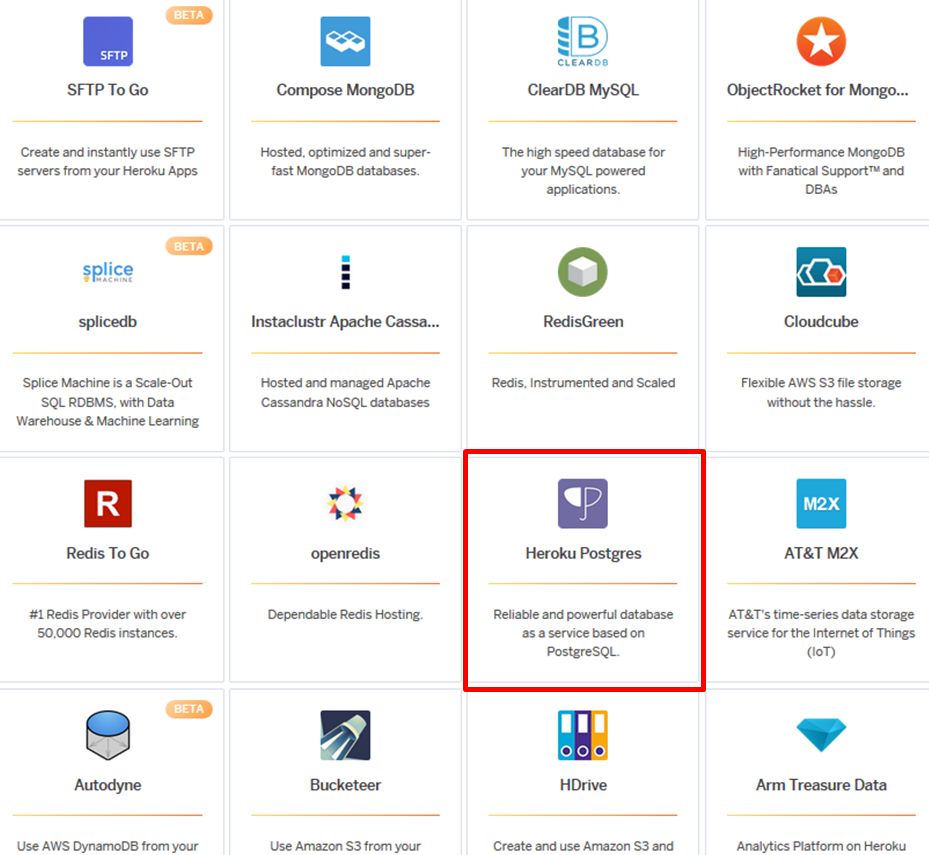 BETA
SFTP
SFTP To Go
Create and instantly use SFTP
servers from your Heroku Apps
Compose MongoDB
Hosted, optimized and super-
fast MongoDB databases.
B
CLEARDB
ClearDB MySQL
The high speed database for
your MySQL powered
applications.
ObjectRocket for Mongo...
High-Performance MongoDB
with Fanatical Support™ and
DBAs
BETA
splice
MACHINE
splicedb
Splice Machine is a Scale-Out
SQL RDBMS, with Data
Warehouse & Machine Learning
Instaclustr Apache Cassa...
Hosted and managed Apache
Cassandra NoSQL databases
RedisGreen
Redis, Instrumented and Scaled
Cloudcube
Flexible AWS S3 file storage
without the hassle.
R
Redis To Go
#1 Redis Provider with over
50,000 Redis instances.
openredis
Dependable Redis Hosting.
P
Heroku Postgres
Reliable and powerful database
as a service based on
PostgreSQL.
M2X
AT&T M2X
AT&T's time-series data storage
service for the Internet of Things
(IoT)
BETA
Autodyne
Use AWS DynamoDB from your
Bucketeer
Use Amazon S3 from your
HDrive
Create and use Amazon S3 and
Arm Treasure Data
Analytics Platform on Heroku